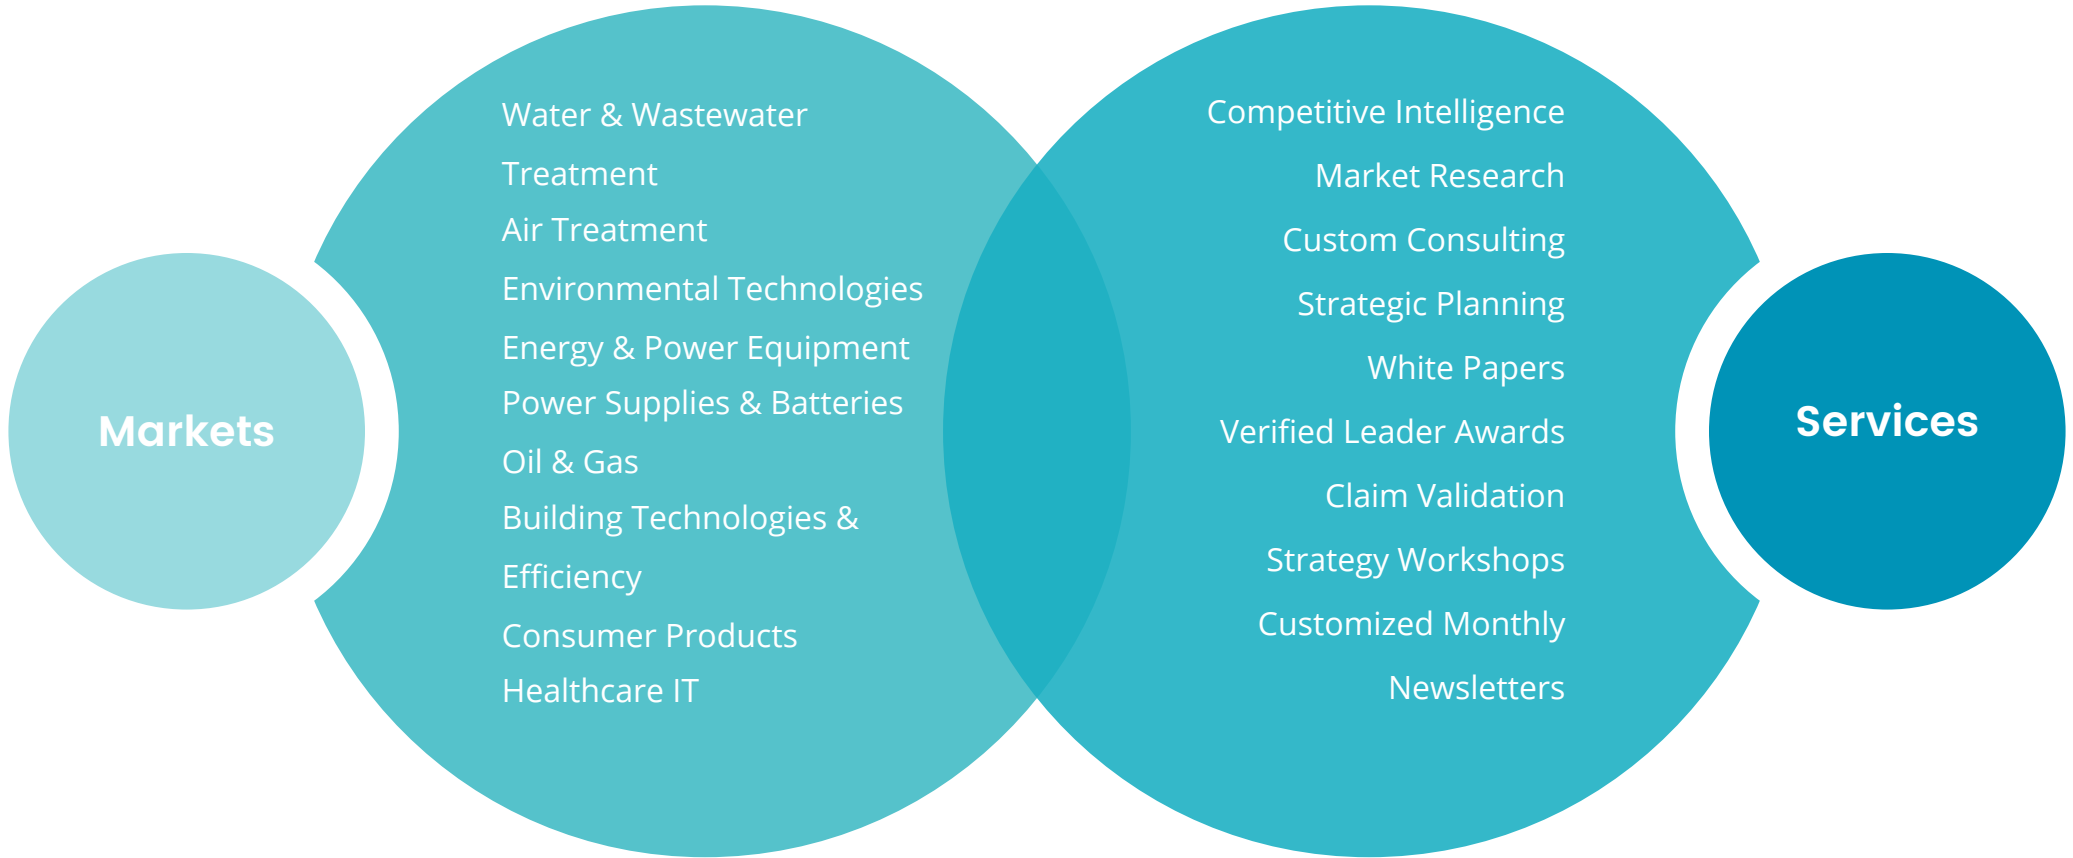 Markets
Water & Wastewater
Treatment
Air Treatment
Environmental Technologies
Energy & Power Equipment
Power Supplies & Batteries
Oil & Gas
Building Technologies &
Efficiency
Consumer Products
Healthcare IT
Competitive Intelligence
Market Research
Custom Consulting
Strategic Planning
White Papers
Verified Leader Awards
Claim Validation
Strategy Workshops
Customized Monthly
Newsletters
Services